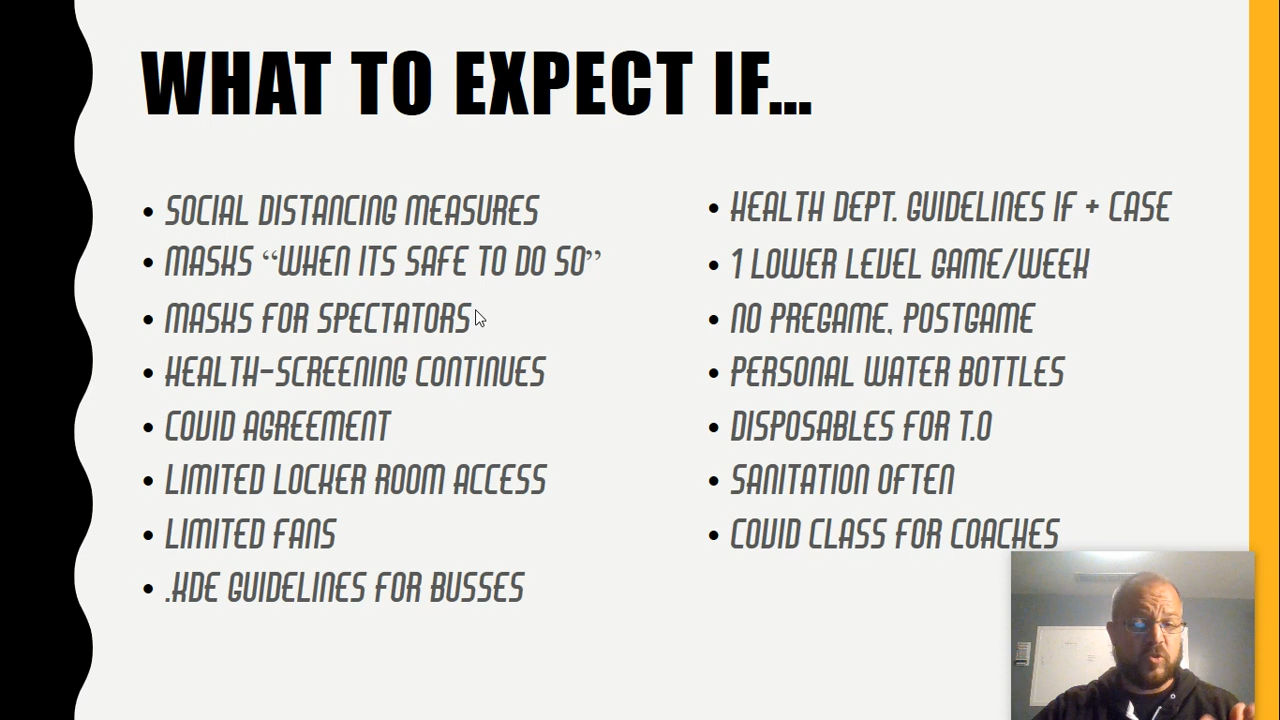 WHAT TO EXPECT IF...
• SOCIAL DISTANCING MEASURES
• MASKS “WHEN ITS SAFE TO DO SO”
• MASKS FOR SPECTATORS
• HEALTH-SCREENING CONTINUES
• COVID AGREEMENT
• LIMITED LOCKER ROOM ACCESS
• LIMITED FANS
• .KDE GUIDELINES FOR BUSSES
• HEALTH DEPT. GUIDELINES IF + CASE
• 1 LOWER LEVEL GAME/WEEK
• NO PREGAME, POSTGAME
• PERSONAL WATER BOTTLES
• DISPOSABLES FOR T.O
• SANITATION OFTEN
• COVID CLASS FOR COACHES